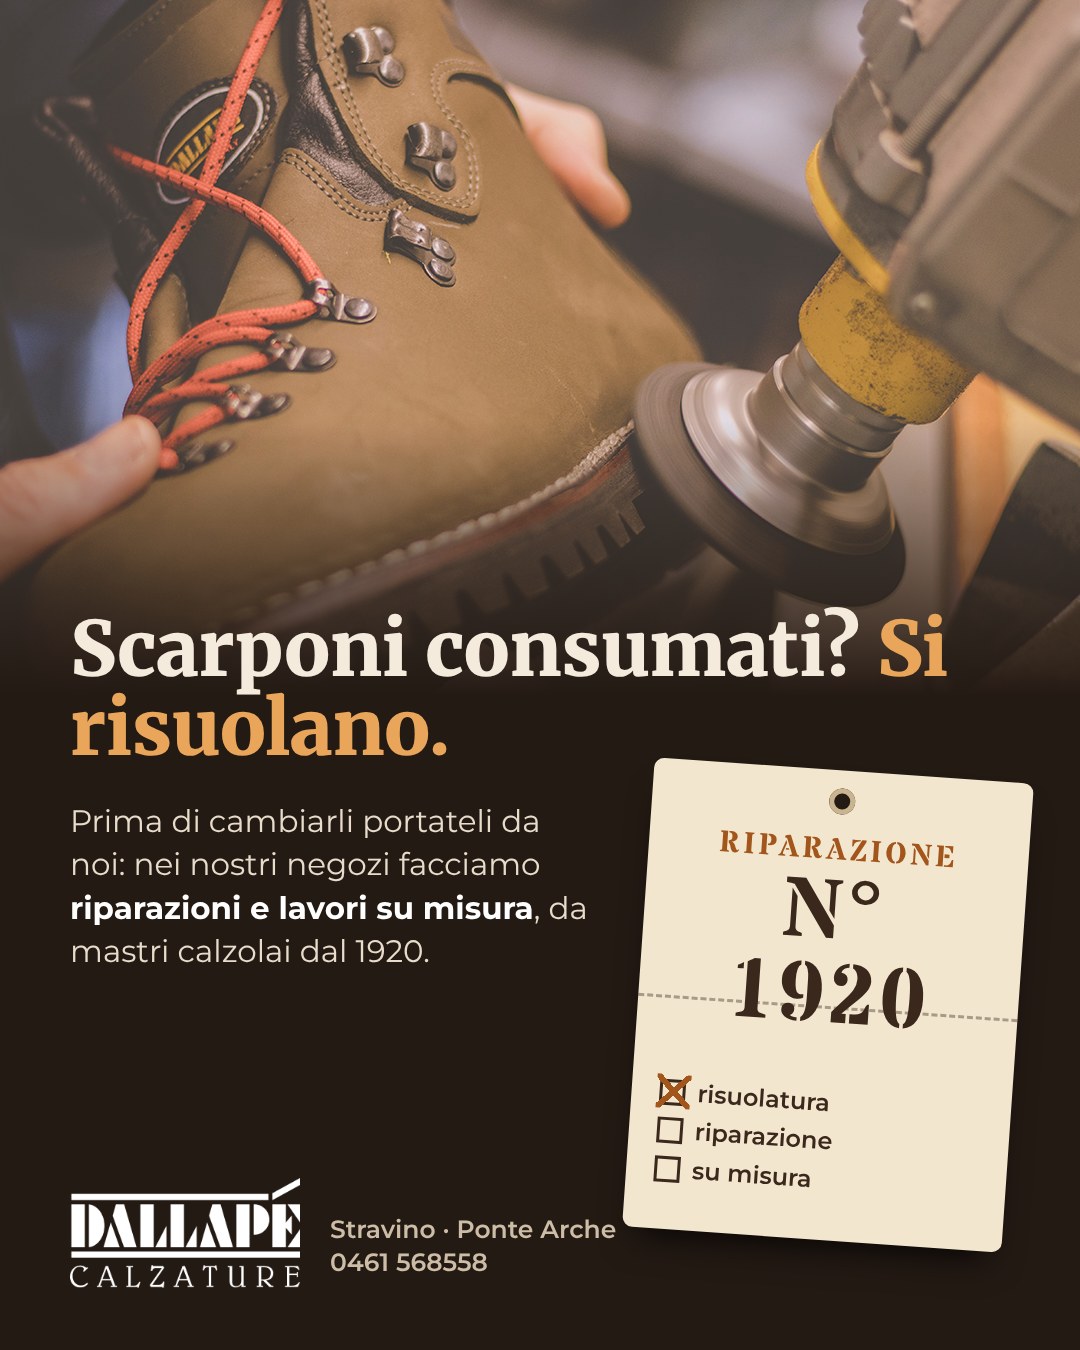 DALLAPÈ
Scarponi consumati? Si
risuolano.
Prima di cambiarli portateli da
noi: nei nostri negozi facciamo
riparazioni e lavori su misura, da
mastri calzolai dal 1920.
RIPARAZIONE
N°
1920
risuolatura
riparazione
su misura
DALLAPÉ
CALZATURE
Stravino · Ponte Arche
0461 568558